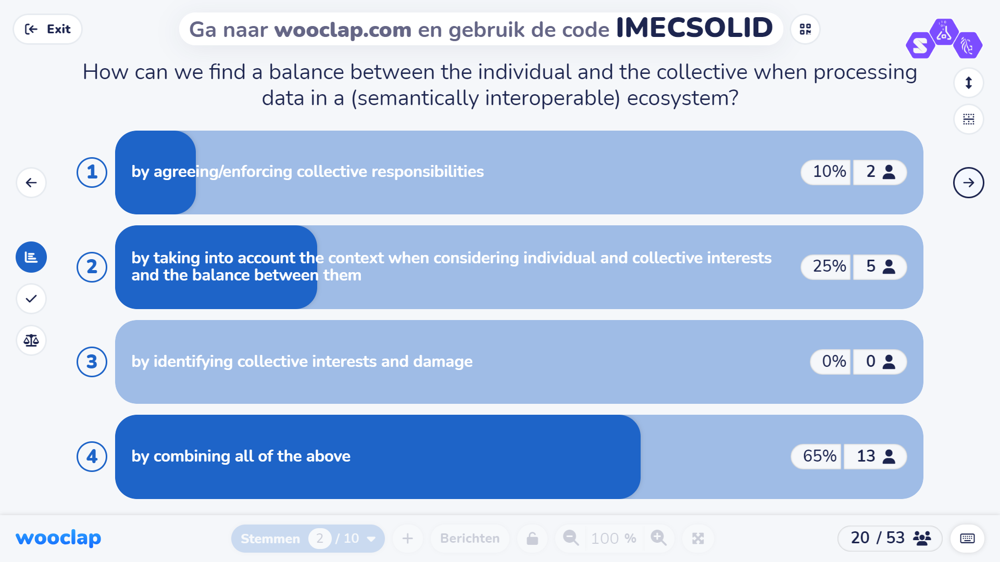 Exit
Ga naar wooclap.com en gebruik de code IMECSOLID
How can we find a balance between the individual and the collective when processing
data in a (semantically interoperable) ecosystem?
1
by agreeing/enforcing collective responsibilities
10% 2
2
by taking into account the context when considering individual and collective interests
and the balance between them
25% 5
3
by identifying collective interests and damage
0% 0
4
by combining all of the above
65% 13
wooclap
Stemmen 2 / 10
Berichten
100 %
20 / 53